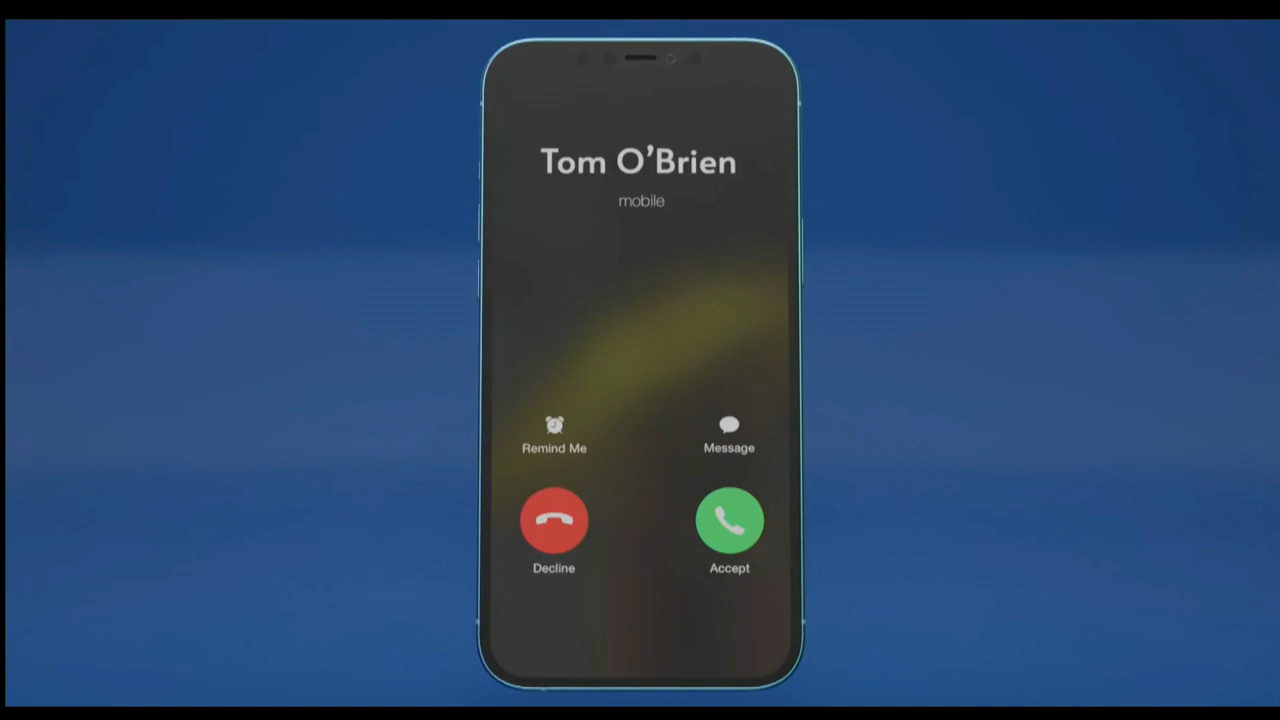 Tom O’Brien
mobile
Remind Me
Message
Decline
Accept